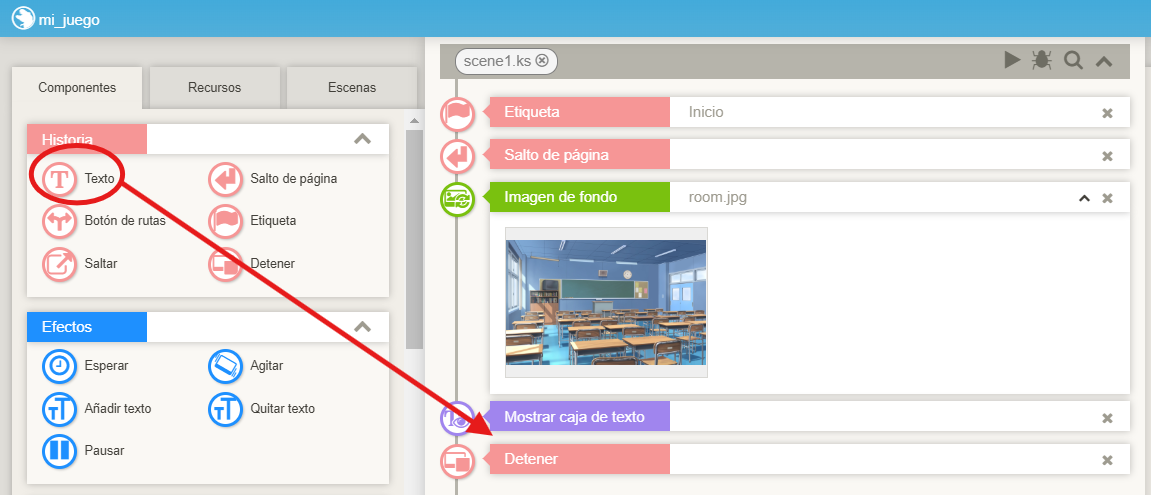 mi_juego
Componentes
Recursos
Escenas
Historia
Texto
Salto de página
Botón de rutas
Etiqueta
Saltar
Detener
Efectos
Esperar
Agitar
Añadir texto
Quitar texto
Pausar
scene1.ks
Etiqueta
Inicio
Salto de página
Imagen de fondo
room.jpg
Mostrar caja de texto
Detener